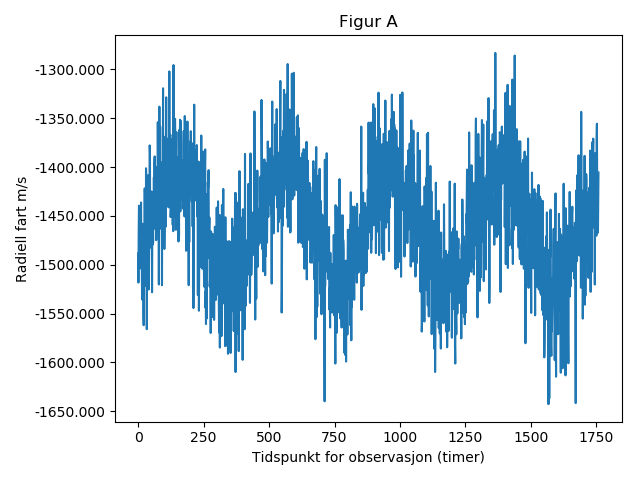 Figur A
-1300.000
-1350.000
-1400.000
-1450.000
-1500.000
-1550.000
-1600.000
-1650.000
Radiell fart m/s
0 250 500 750 1000 1250 1500 1750
Tidspunkt for observasjon (timer)